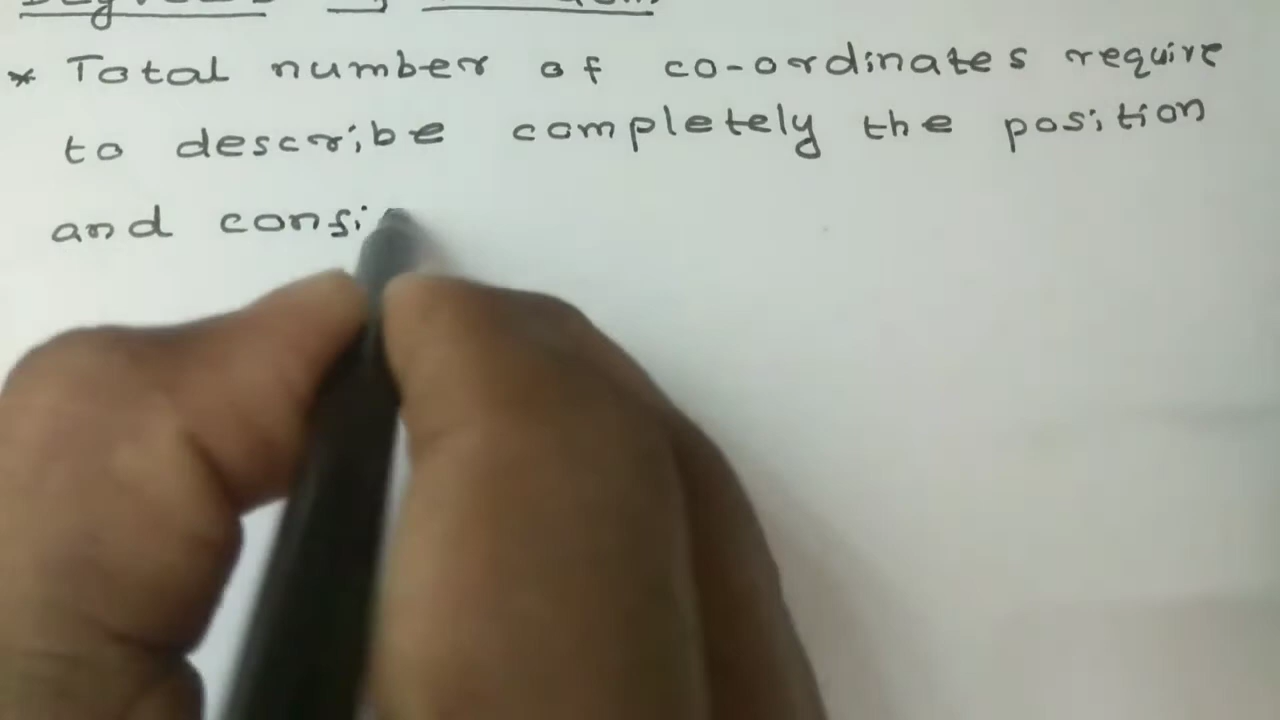 * Total number of co-ordinates require
to describe completely the position
and confi